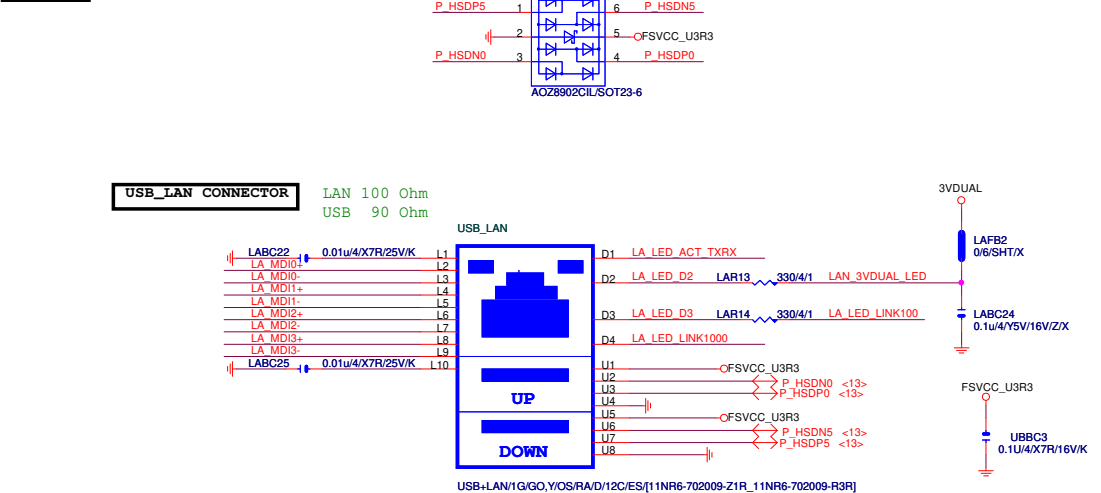 P_HSDP5 1 6 P_HSDN5
2 5 FSVCC_U3R3
P_HSDN0 3 4 P_HSDP0
AOZ8902CIL/SOT23-6
USB_LAN CONNECTOR
LAN 100 Ohm
USB 90 Ohm
USB_LAN
LABC22 0.01u/4/X7R/25V/K L1
LA_MDI0+ L2
LA_MDI0- L3
LA_MDI1+ L4
LA_MDI1- L5
LA_MDI2+ L6
LA_MDI2- L7
LA_MDI3+ L8
LA_MDI3- L9
LABC25 0.01u/4/X7R/25V/K L10
UP
DOWN
D1 LA_LED_ACT_TXRX
D2 LA_LED_D2 LAR13 330/4/1 LAN_3VDUAL_LED
D3 LA_LED_D3 LAR14 330/4/1 LA_LED_LINK100
D4 LA_LED_LINK1000
U1 FSVCC_U3R3
U2 P_HSDN0 <13>
U3 P_HSDP0 <13>
U4
U5 FSVCC_U3R3
U6 P_HSDN5 <13>
U7 P_HSDP5 <13>
U8
USB+LAN/1G/GO,Y/OS/RA/D/12C/ES/[11NR6-702009-Z1R_11NR6-702009-R3R]
3VDUAL
LAFB2
0/6/SHT/X
LABC24
0.1u/4/Y5V/16V/Z/X
FSVCC_U3R3
UBBC3
0.1U/4/X7R/16V/K